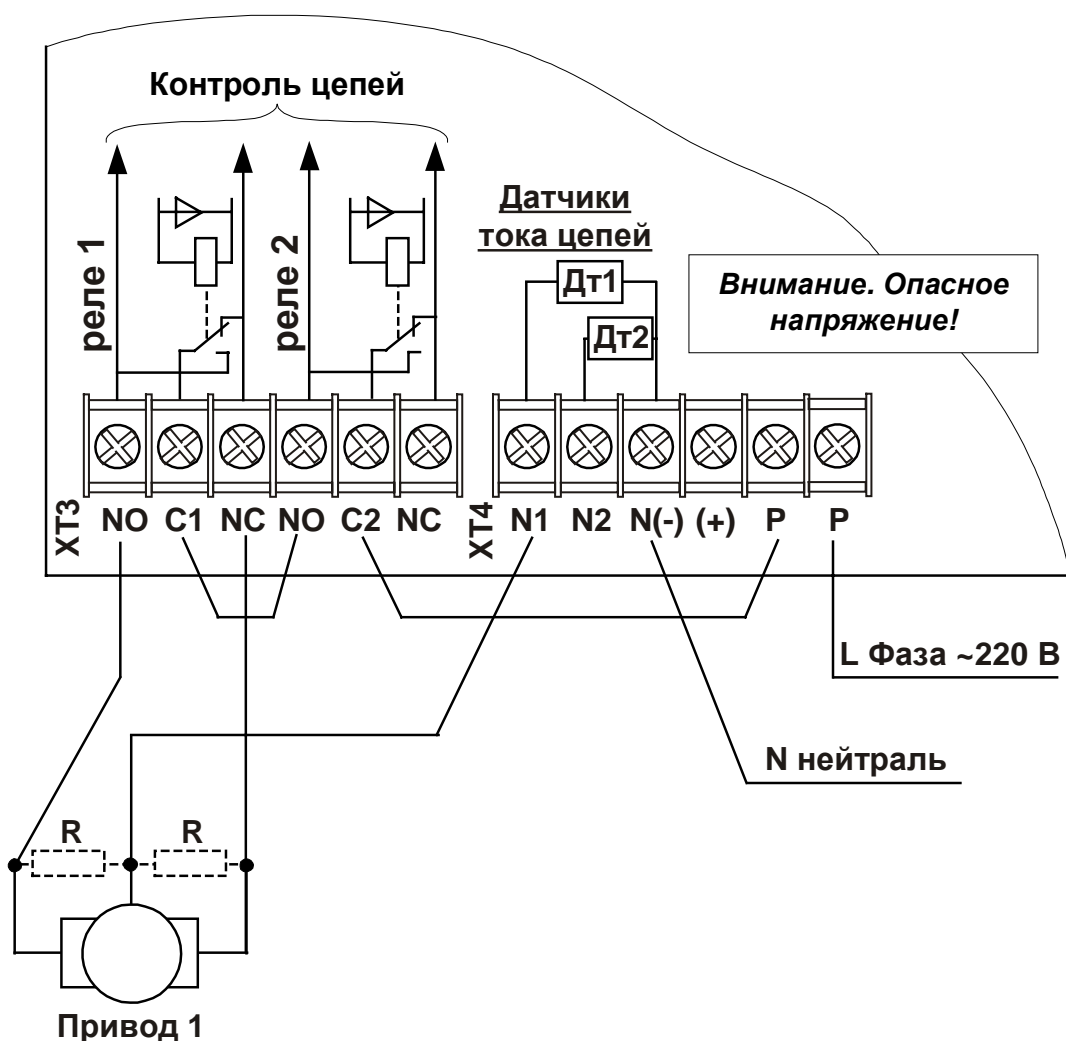 Контроль цепей
реле 1
реле 2
Датчики
тока цепей
Дт1
Дт2
Внимание. Опасное
напряжение!
XT3
NO C1 NC NO C2 NC
XT4
N1 N2 N(-) (+) P P
L Фаза ~220 В
N нейтраль
R R
Привод 1